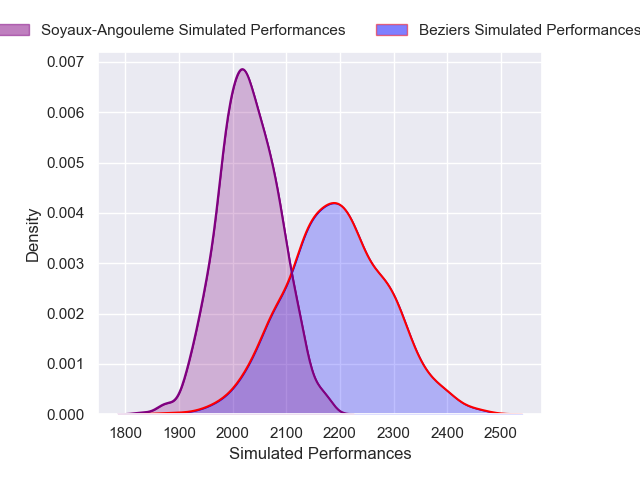 Soyaux-Angouleme Simulated Performances
Beziers Simulated Performances
0.007
0.006
0.005
0.004
0.003
0.002
0.001
0.000
Density
1800 1900 2000 2100 2200 2300 2400 2500
Simulated Performances